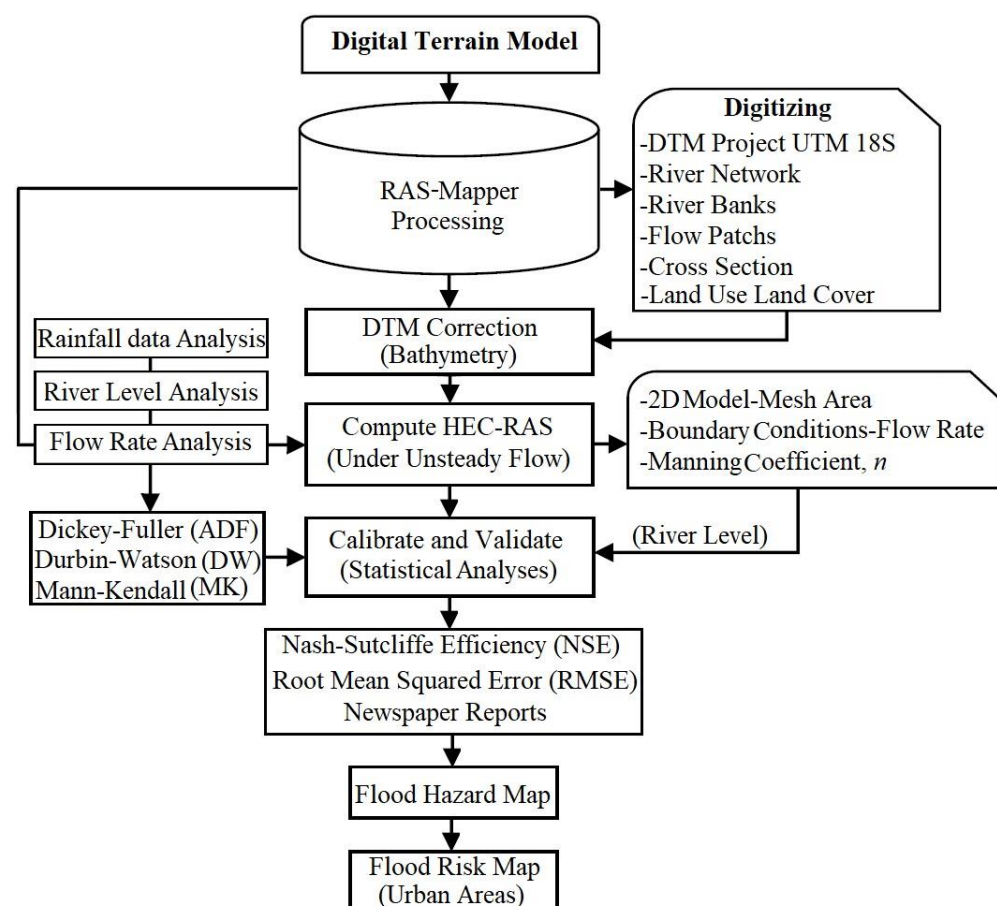 Digital Terrain Model
RAS-Mapper
Processing
Digitizing
-DTM Project UTM 18S
-River Network
-River Banks
-Flow Patchs
-Cross Section
-Land Use Land Cover
DTM Correction
(Bathymetry)
Rainfall data Analysis
River Level Analysis
Flow Rate Analysis
Compute HEC-RAS
(Under Unsteady Flow)
-2D Model-Mesh Area
-Boundary Conditions-Flow Rate
-Manning Coefficient, n
Dickey-Fuller (ADF)
Durbin-Watson (DW)
Mann-Kendall (MK)
Calibrate and Validate
(Statistical Analyses)
(River Level)
Nash-Sutcliffe Efficiency (NSE)
Root Mean Squared Error (RMSE)
Newspaper Reports
Flood Hazard Map
Flood Risk Map
(Urban Areas)